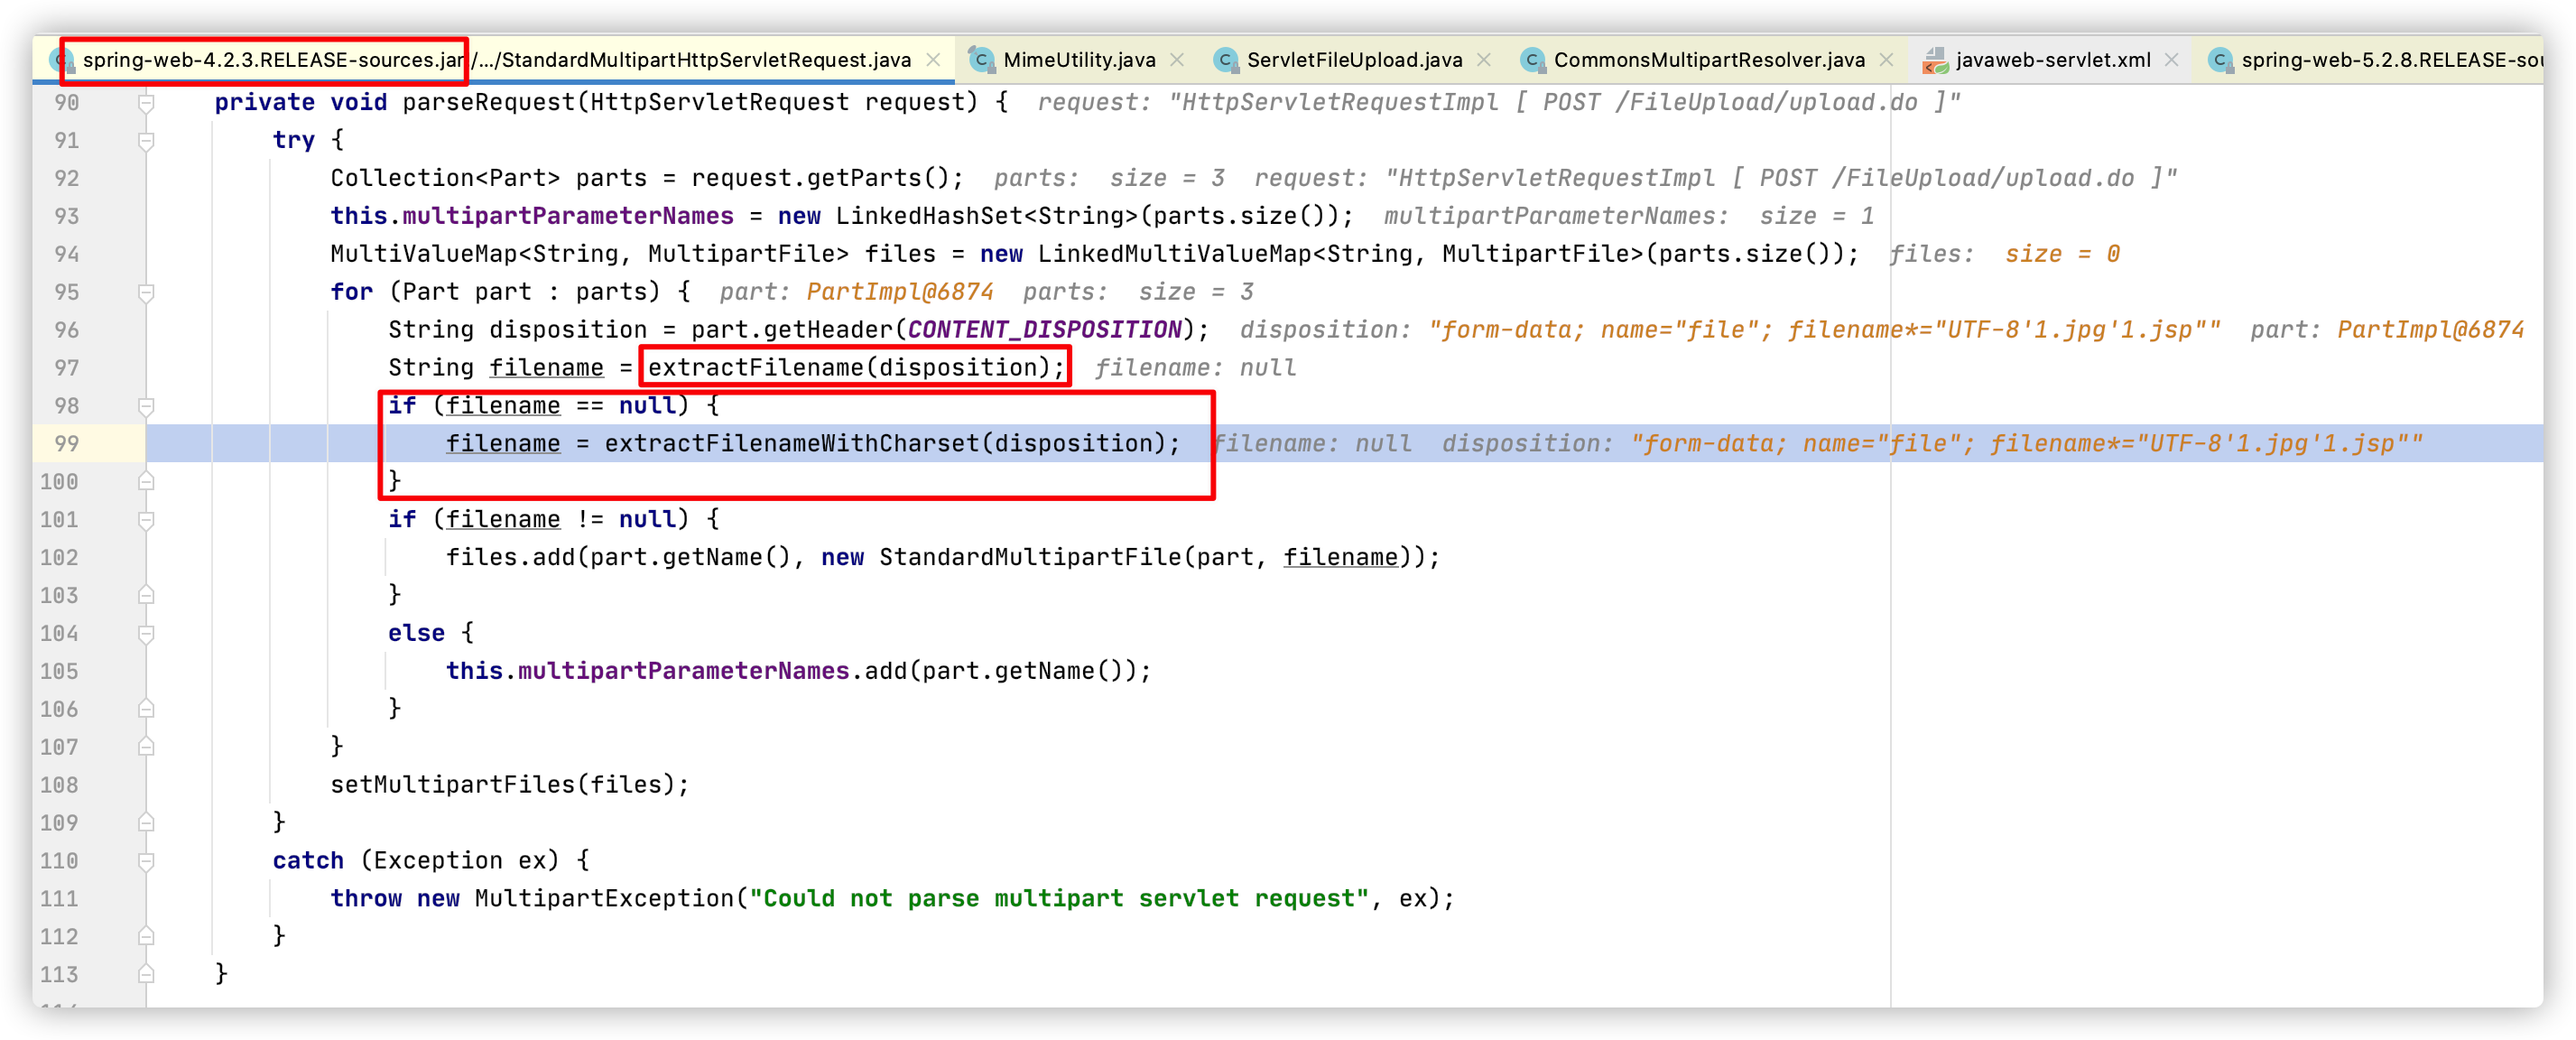 spring-web-4.2.3.RELEASE-sources.jar/.../StandardMultipartHttpServletRequest.java MimeUtility.java ServletFileUpload.java CommonsMultipartResolver.java javaweb-servlet.xml spring-web-5.2.8.RELEASE-sou
90 private void parseRequest(HttpServletRequest request) { request: "HttpServletRequestImpl [ POST /FileUpload/upload.do ]"
91 try {
92 Collection<Part> parts = request.getParts(); parts: size = 3 request: "HttpServletRequestImpl [ POST /FileUpload/upload.do ]"
93 this.multipartParameterNames = new LinkedHashSet<String>(parts.size()); multipartParameterNames: size = 1
94 MultiValueMap<String, MultipartFile> files = new LinkedMultiValueMap<String, MultipartFile>(parts.size()); files: size = 0
95 for (Part part : parts) { part: PartImpl@6874 parts: size = 3
96 String disposition = part.getHeader(CONTENT_DISPOSITION); disposition: "form-data; name="file"; filename*="UTF-8'1.jpg'1.jsp"" part: PartImpl@6874
97 String filename = extractFilename(disposition); filename: null
98 if (filename == null) {
99 filename = extractFilenameWithCharset(disposition); filename: null disposition: "form-data; name="file"; filename*="UTF-8'1.jpg'1.jsp""
100 }
101 if (filename != null) {
102 files.add(part.getName(), new StandardMultipartFile(part, filename));
103 }
104 else {
105 this.multipartParameterNames.add(part.getName());
106 }
107 }
108 setMultipartFiles(files);
109 }
110 catch (Exception ex) {
111 throw new MultipartException("Could not parse multipart servlet request", ex);
112 }
113 }